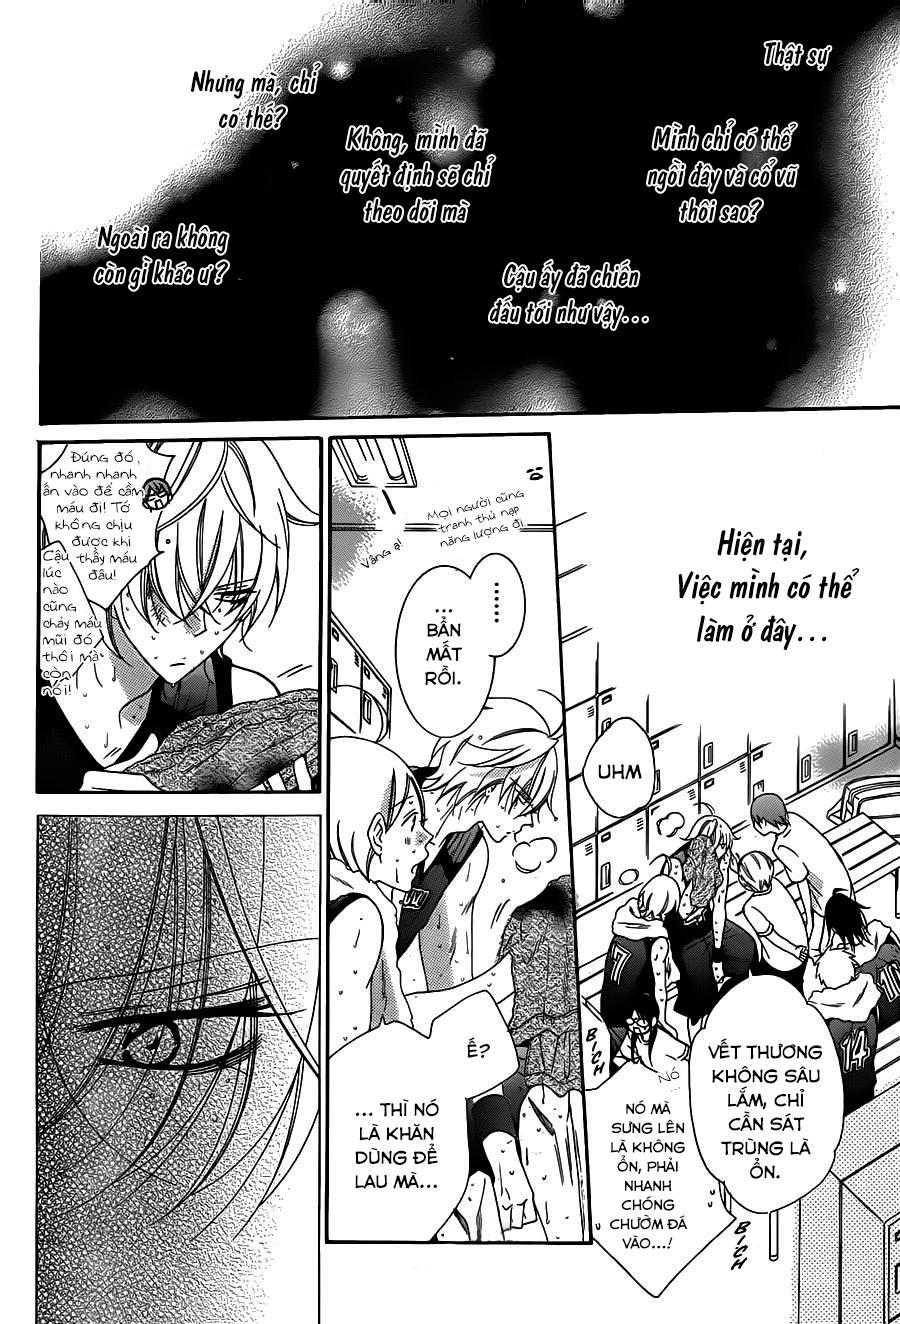 Thật sự
Mình chỉ có thể
ngồi đây và cổ vũ
thôi sao?
Cậu ấy đã chiến
đấu tới như vậy...
Không, mình đã
quyết định sẽ chỉ
theo dõi mà
Nhưng mà, chỉ
có thế?
Ngoài ra không
còn gì khác ư?
Hiện tại,
Việc mình có thể
làm ở đây...
UHM
VẾT THƯƠNG
KHÔNG SÂU
LẮM, CHỈ
CẦN SÁT
TRÙNG LÀ
ỔN.
BỊCH
NÓ
NÓ MÀ
SƯNG LÊN
LÀ KHÔNG
ỔN, PHẢI
NHANH
CHÓNG
CHƯỜM ĐÁ
VÀO...!
BỊCH
7
14
Mọi người cũng
tranh thủ nạp
năng lượng đi
Vâng ạ!
.......
...
BẨN
MẤT
RỒI.
Ế?
... THÌ NÓ
LÀ KHĂN
DÙNG ĐỂ
LAU MÀ...
Đúng đó,
nhanh nhanh
ấn vào để cầm
máu đi! Tớ
không chịu
được khi
thấy máu
đâu!
Cậu
lúc
nào
cũng
chảy máu
mũi đó
thôi mà
còn
nói!